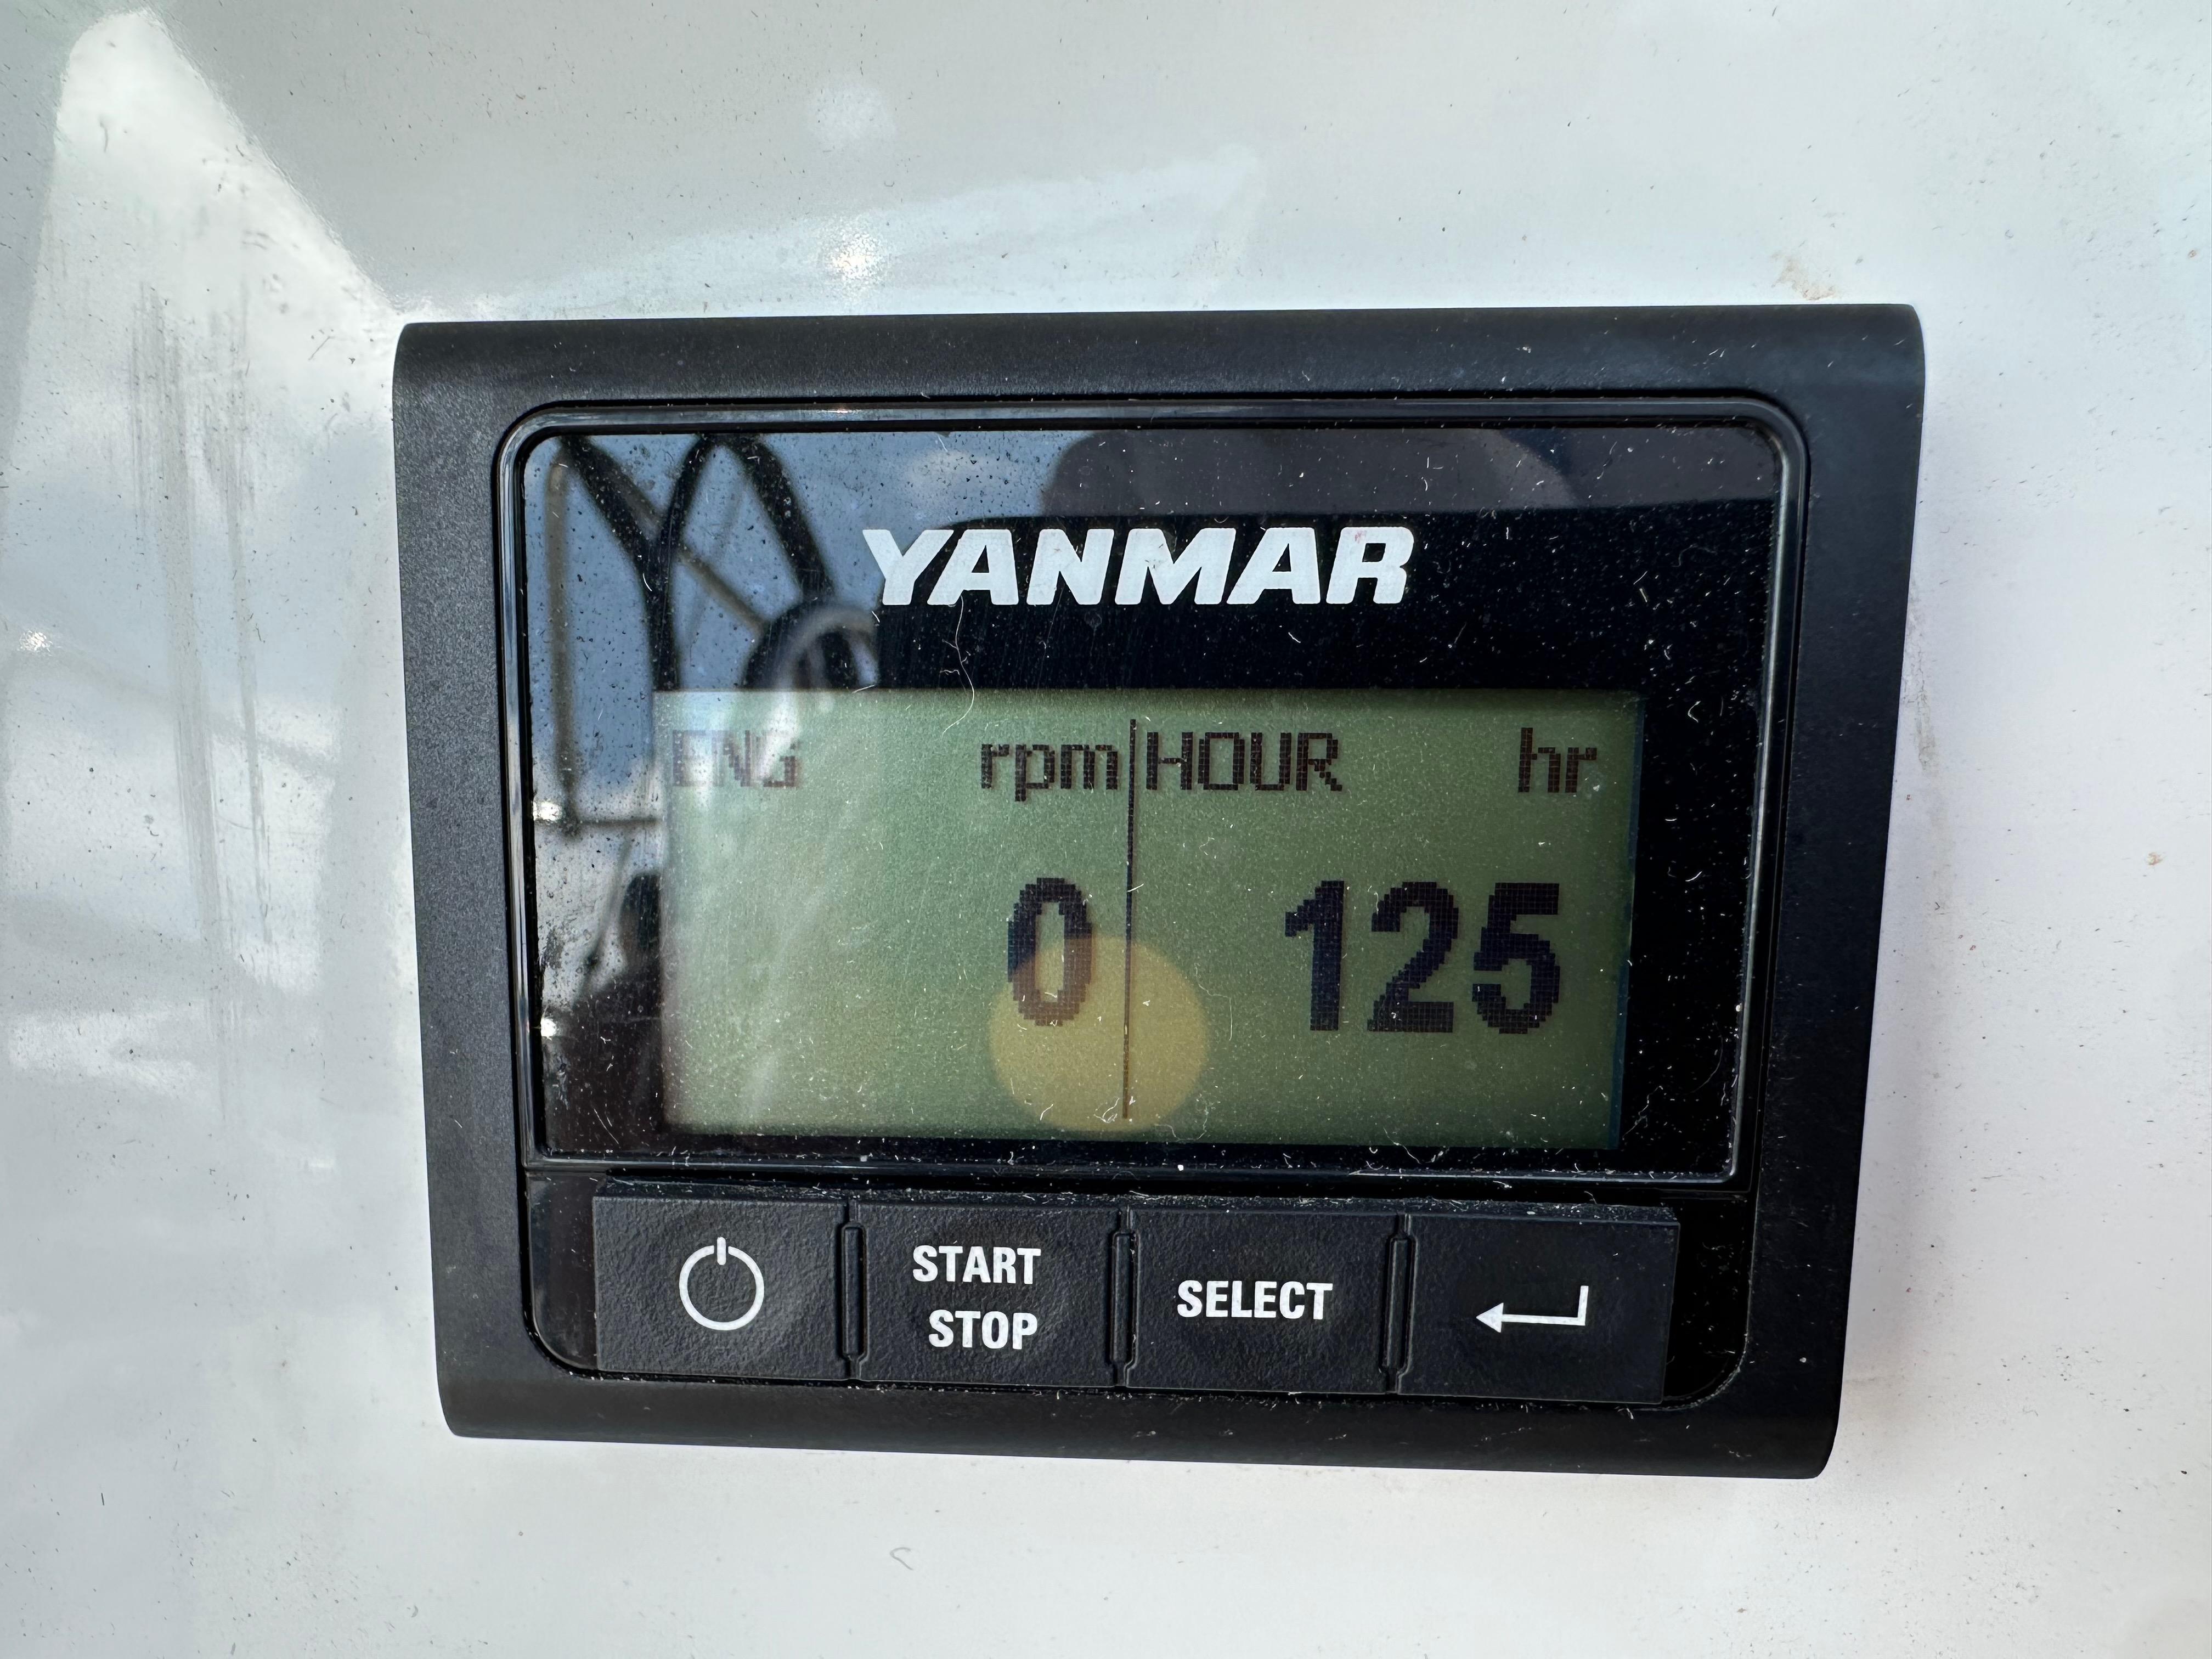 YANMAR
ENG rpm HOUR hr
0 125
START
STOP
SELECT